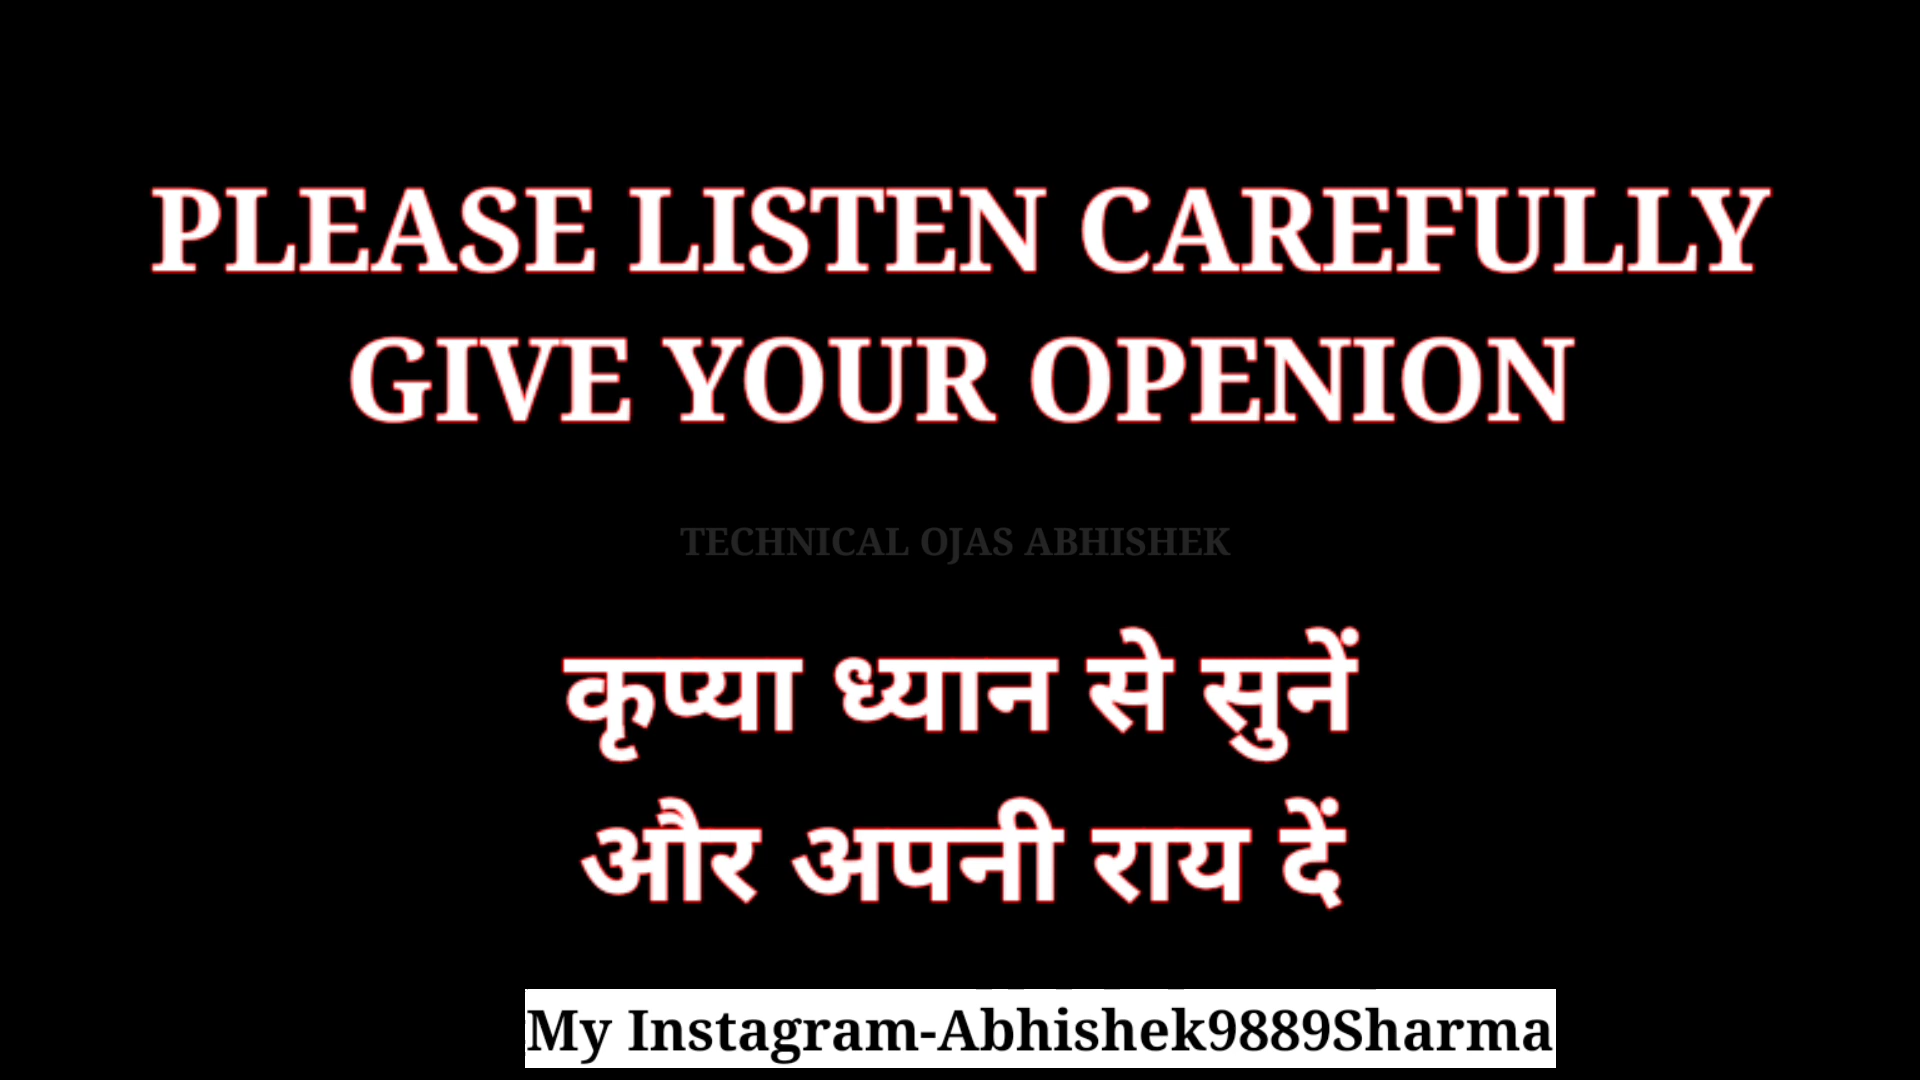 PLEASE LISTEN CAREFULLY
GIVE YOUR OPENION
TECHNICAL OJAS ABHISHEK
कृप्या ध्यान से सुनें
और अपनी राय दें
My Instagram-Abhishek9889Sharma